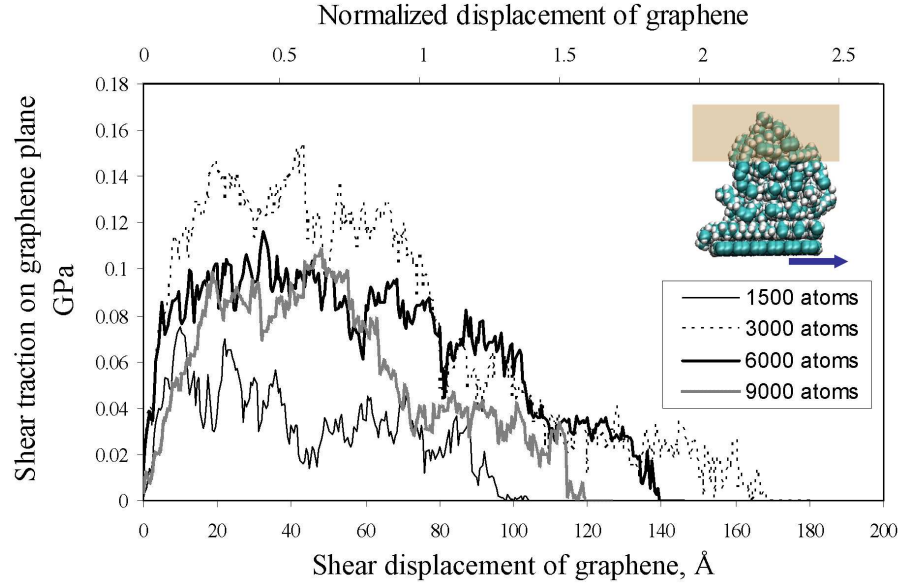 Normalized displacement of graphene
0 0.5 1 1.5 2 2.5
0.18
0.16
0.14
0.12
0.1
0.08
0.06
0.04
0.02
0
Shear traction on graphene plane
GPa
1500 atoms
3000 atoms
6000 atoms
9000 atoms
0 20 40 60 80 100 120 140 160 180 200
Shear displacement of graphene, Å